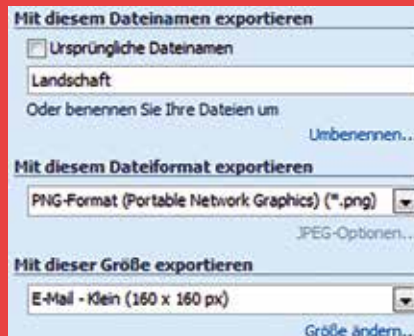 Mit diesem Dateinamen exportieren
Ursprüngliche Dateinamen
Landschaft
Oder benennen Sie Ihre Dateien um
Umbenennen...
Mit diesem Dateiformat exportieren
PNG-Format (Portable Network Graphics) (*.png)
JPEG-Optionen...
Mit dieser Größe exportieren
E-Mail - Klein (160 x 160 px)
Größe ändern...